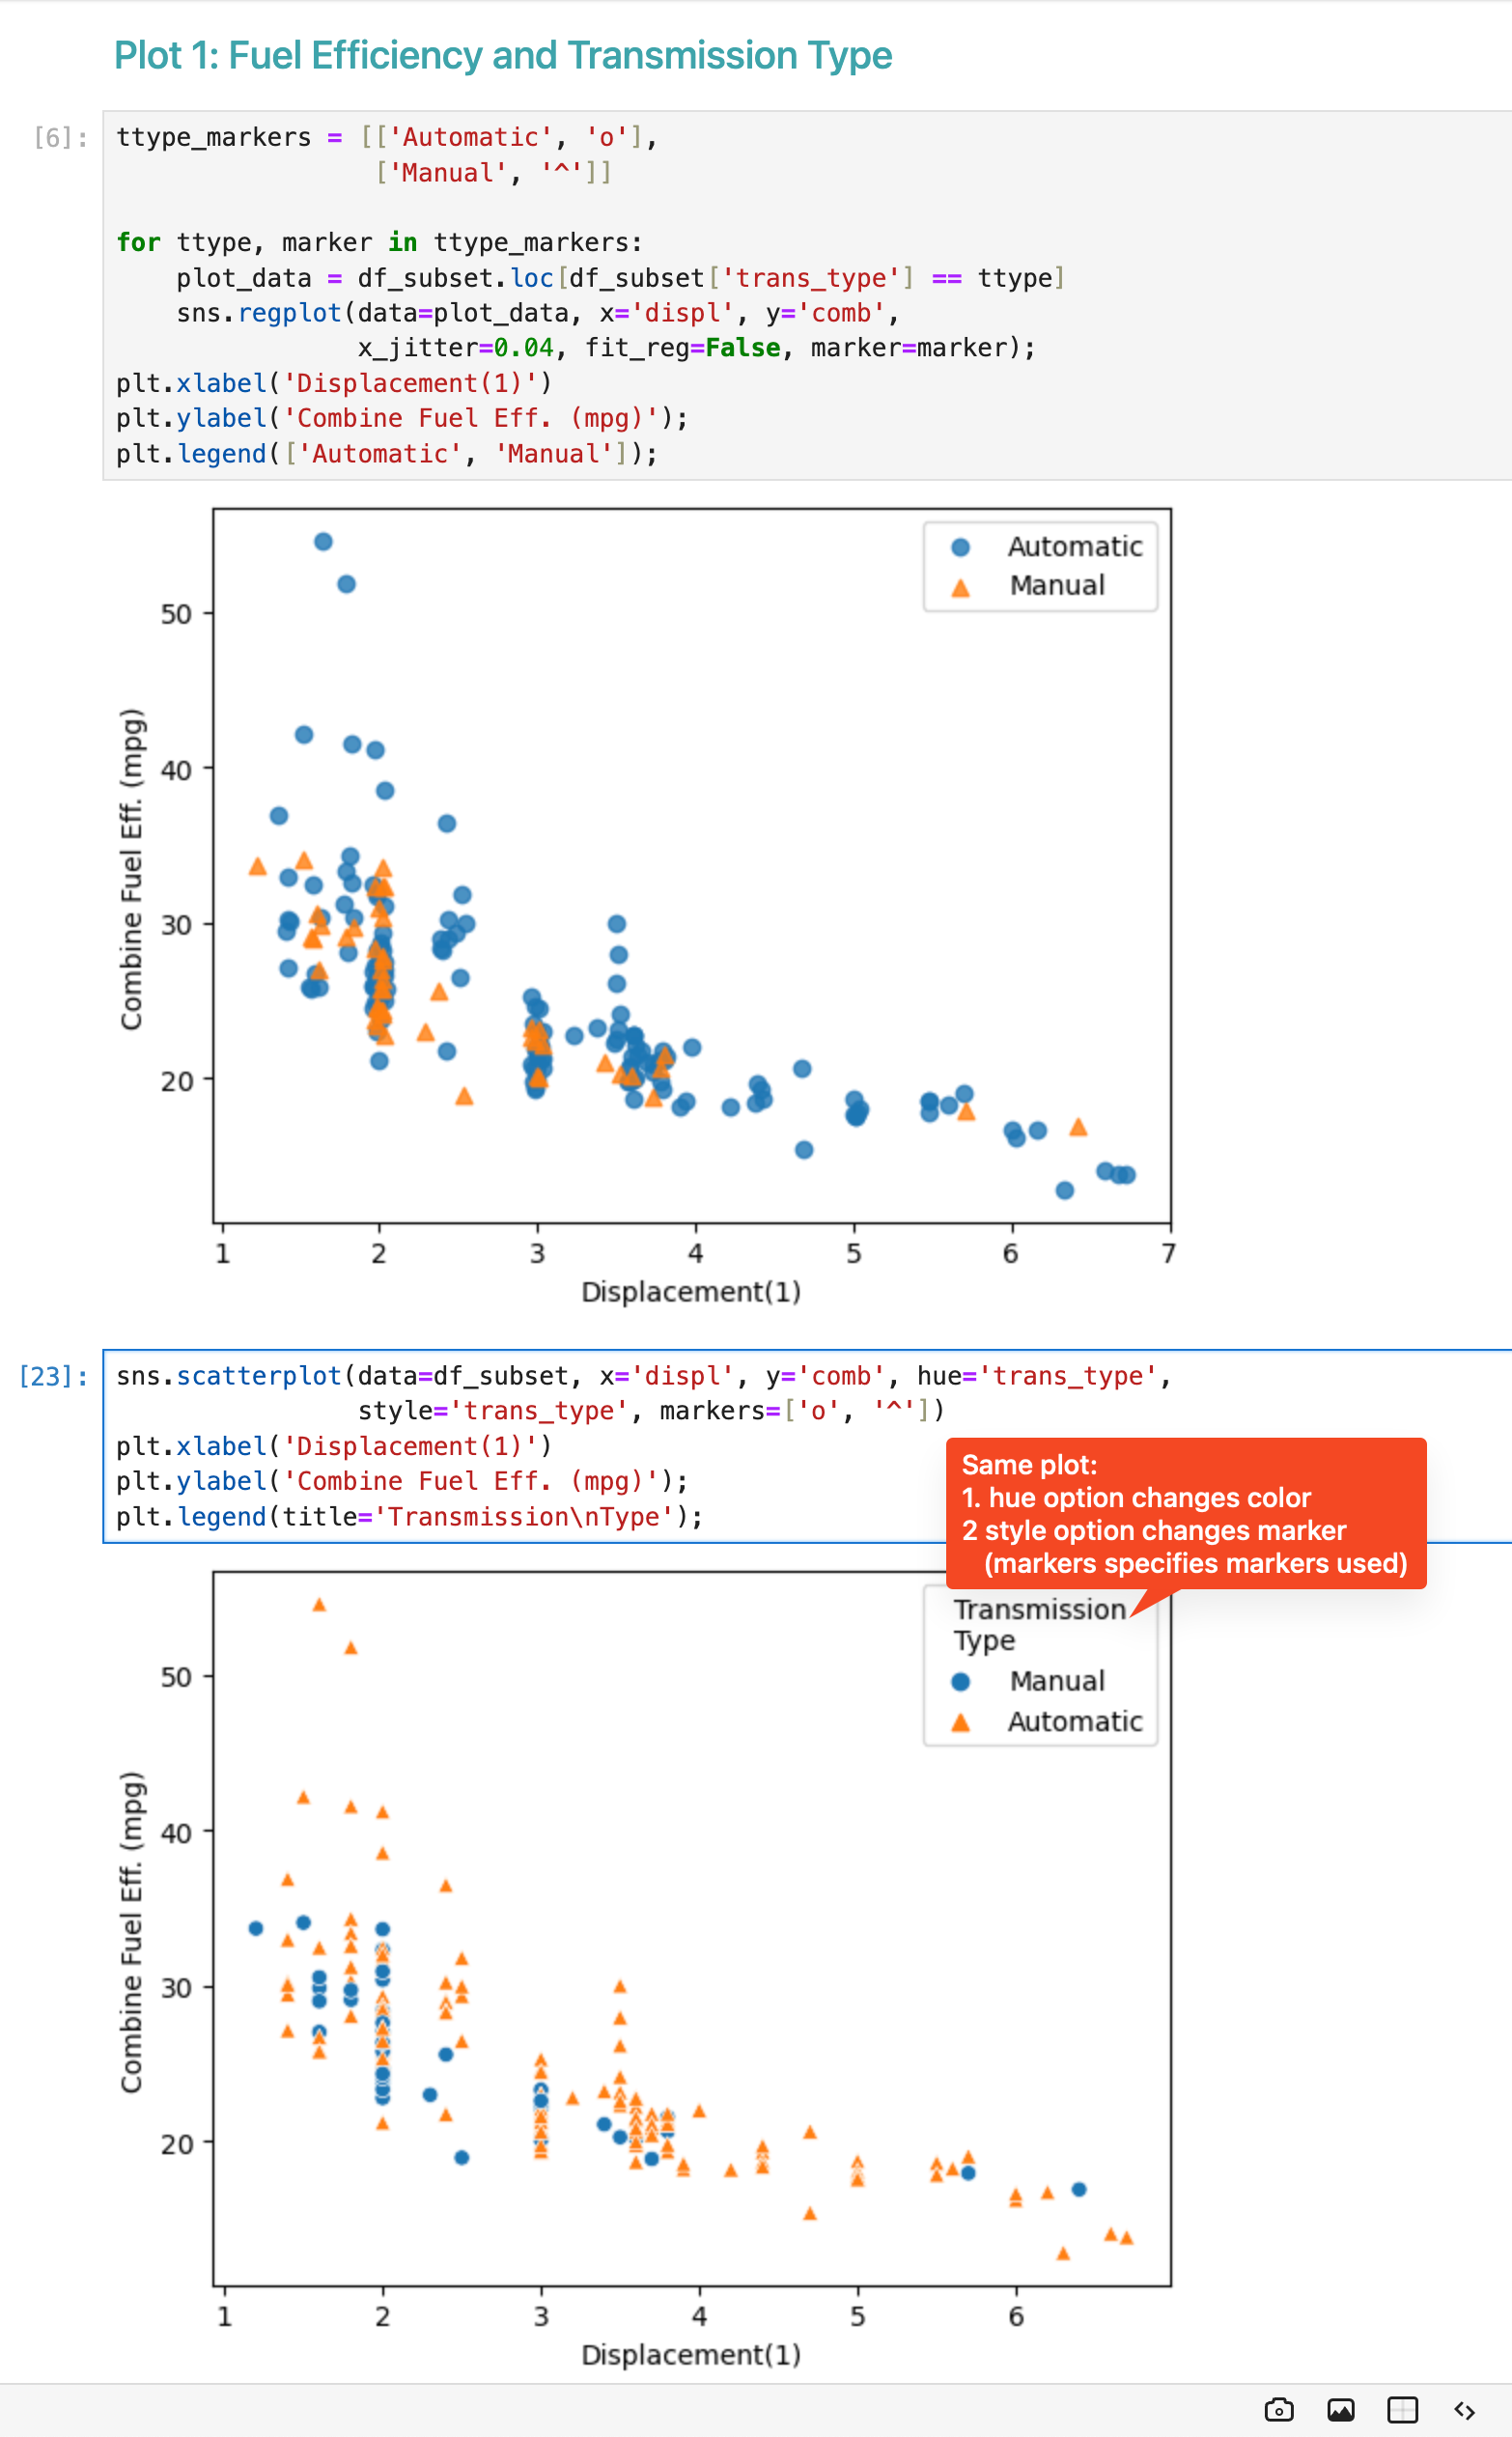 Plot 1: Fuel Efficiency and Transmission Type
[6]:
ttype_markers = [['Automatic', 'o'],
                 ['Manual', '^']]
for ttype, marker in ttype_markers:
    plot_data = df_subset.loc[df_subset['trans_type'] == ttype]
    sns.regplot(data=plot_data, x='displ', y='comb',
                x_jitter=0.04, fit_reg=False, marker=marker);
plt.xlabel('Displacement(1)')
plt.ylabel('Combine Fuel Eff. (mpg)');
plt.legend(['Automatic', 'Manual']);
Automatic
Manual
50
40
30
20
Combine Fuel Eff. (mpg)
1 2 3 4 5 6 7
Displacement(1)
[23]:
sns.scatterplot(data=df_subset, x='displ', y='comb', hue='trans_type',
                style='trans_type', markers=['o', '^'])
plt.xlabel('Displacement(1)')
plt.ylabel('Combine Fuel Eff. (mpg)');
plt.legend(title='Transmission\nType');
Same plot:
1. hue option changes color
2 style option changes marker
(markers specifies markers used)
Transmission
Type
Manual
Automatic
50
40
30
20
Combine Fuel Eff. (mpg)
1 2 3 4 5 6
Displacement(1)